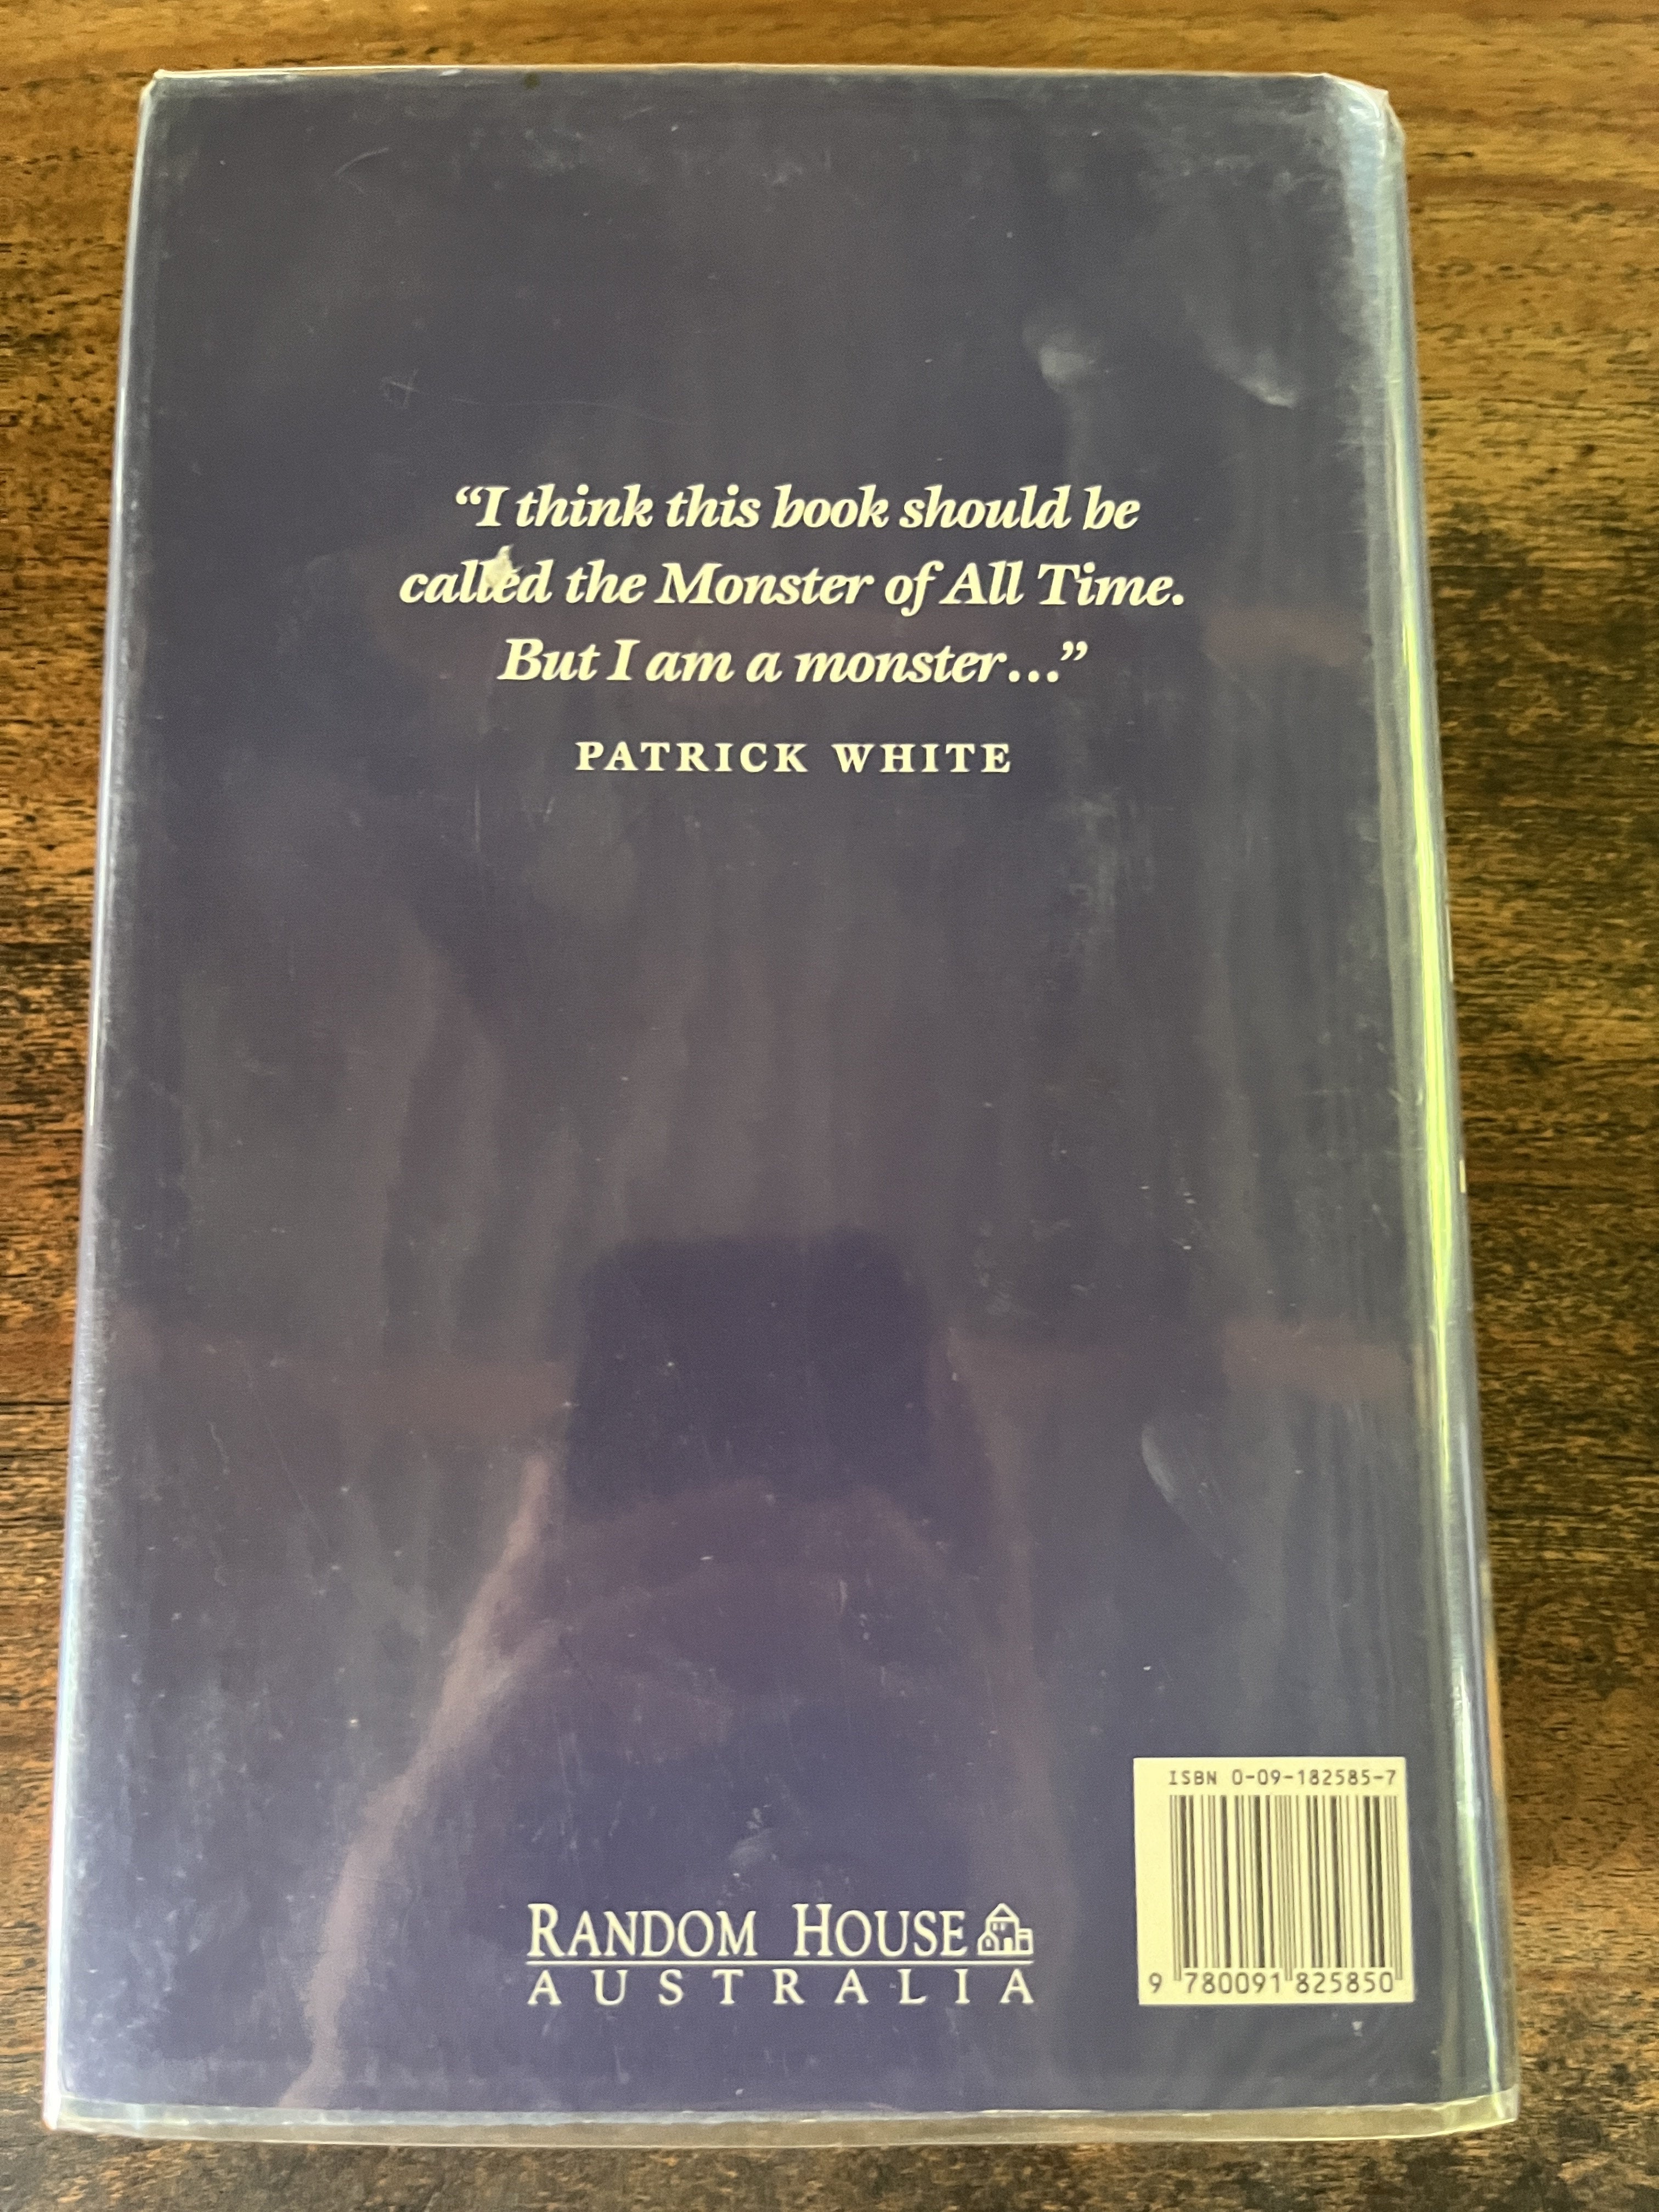 “I think this book should be
called the Monster of All Time.
But I am a monster...”
PATRICK WHITE
ISBN 0-09-182585-7
9 780091 825850
RANDOM HOUSE
AUSTRALIA